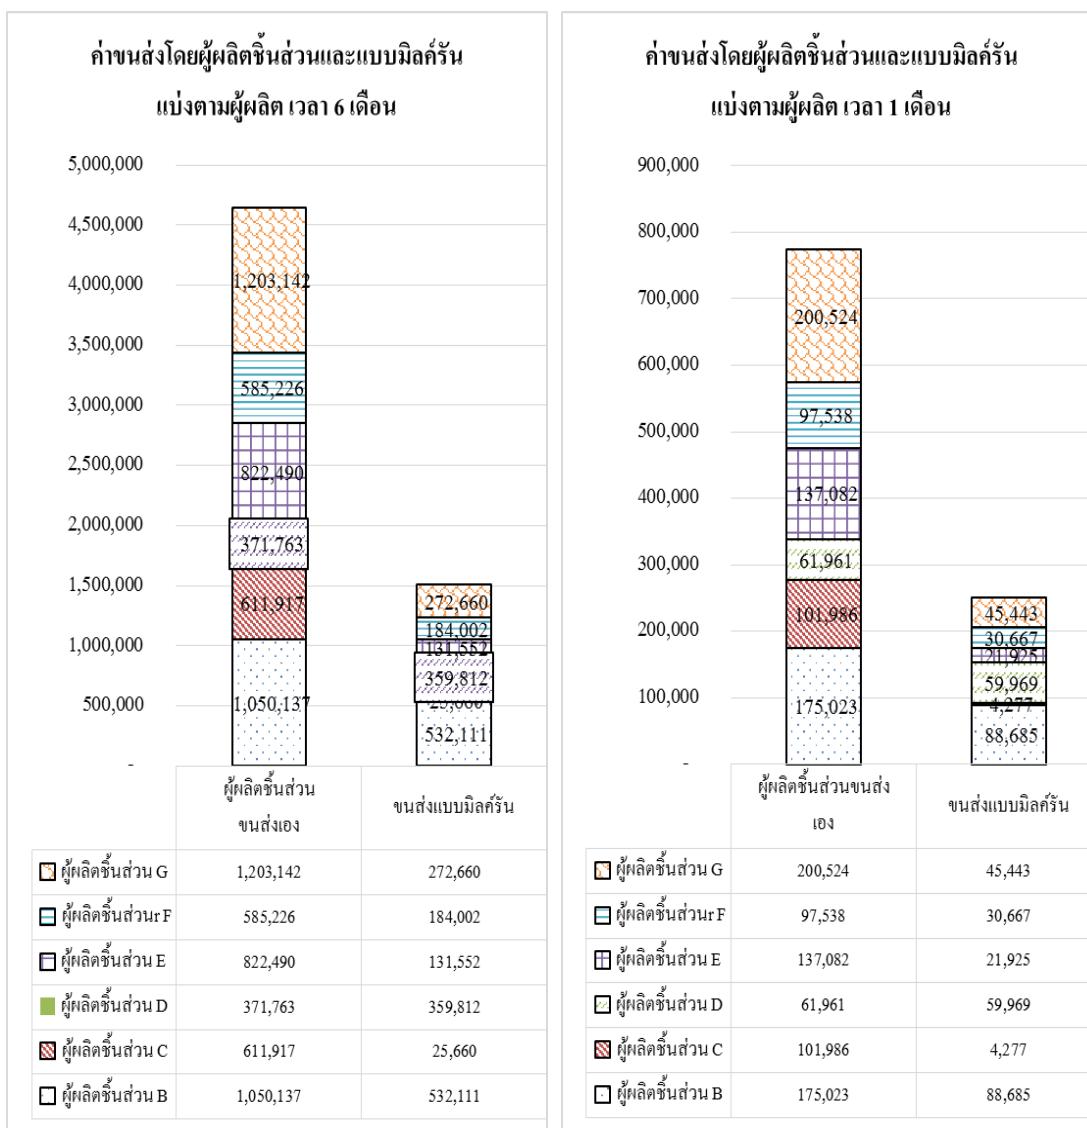 ค่าขนส่งโดยผู้ผลิตชิ้นส่วนและแบบมิลค์รัน
แบ่งตามผู้ผลิต เวลา 6 เดือน
5,000,000
4,500,000
4,000,000
3,500,000
3,000,000
2,500,000
2,000,000
1,500,000
1,000,000
500,000
-
1,203,142
585,226
822,490
371,763
611,917
1,050,137
272,660
184,002
131,552
359,812
25,660
532,111
ผู้ผลิตชิ้นส่วน
ขนส่งเอง
ขนส่งแบบมิลค์รัน
ผู้ผลิตชิ้นส่วน G 1,203,142 272,660
ผู้ผลิตชิ้นส่วนr F 585,226 184,002
ผู้ผลิตชิ้นส่วน E 822,490 131,552
ผู้ผลิตชิ้นส่วน D 371,763 359,812
ผู้ผลิตชิ้นส่วน C 611,917 25,660
ผู้ผลิตชิ้นส่วน B 1,050,137 532,111
ค่าขนส่งโดยผู้ผลิตชิ้นส่วนและแบบมิลค์รัน
แบ่งตามผู้ผลิต เวลา 1 เดือน
900,000
800,000
700,000
600,000
500,000
400,000
300,000
200,000
100,000
-
200,524
97,538
137,082
61,961
101,986
175,023
45,443
30,667
21,925
59,969
4,277
88,685
ผู้ผลิตชิ้นส่วนขนส่ง
เอง
ขนส่งแบบมิลค์รัน
ผู้ผลิตชิ้นส่วน G 200,524 45,443
ผู้ผลิตชิ้นส่วนr F 97,538 30,667
ผู้ผลิตชิ้นส่วน E 137,082 21,925
ผู้ผลิตชิ้นส่วน D 61,961 59,969
ผู้ผลิตชิ้นส่วน C 101,986 4,277
ผู้ผลิตชิ้นส่วน B 175,023 88,685